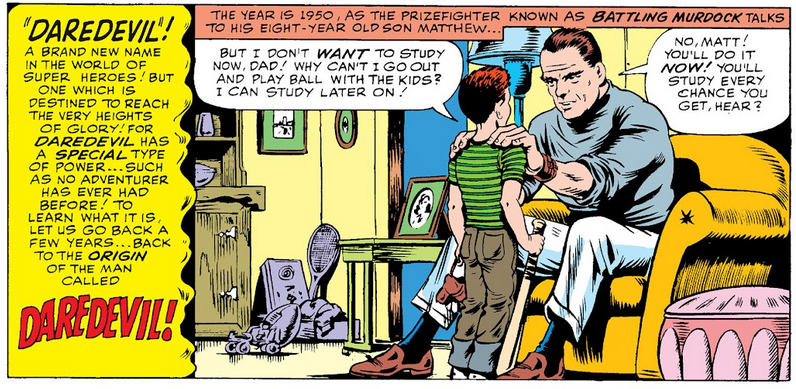 "DAREDEVIL"!
A BRAND NEW NAME
IN THE WORLD OF
SUPER HEROES! BUT
ONE WHICH IS
DESTINED TO REACH
THE VERY HEIGHTS
OF GLORY! FOR
DAREDEVIL HAS
A SPECIAL TYPE
OF POWER...SUCH
AS NO ADVENTURER
HAS EVER HAD
BEFORE! TO
LEARN WHAT IT IS,
LET US GO BACK A
FEW YEARS...BACK
TO THE ORIGIN
OF THE MAN
CALLED
DAREDEVIL!
THE YEAR IS 1950, AS THE PRIZEFIGHTER KNOWN AS BATTLING MURDOCK TALKS
TO HIS EIGHT-YEAR OLD SON MATTHEW...
BUT I DON'T WANT TO STUDY
NOW, DAD! WHY CAN'T I GO OUT
AND PLAY BALL WITH THE KIDS?
I CAN STUDY LATER ON!
NO, MATT!
YOU'LL DO IT
NOW! YOU'LL
STUDY EVERY
CHANCE YOU
GET, HEAR?